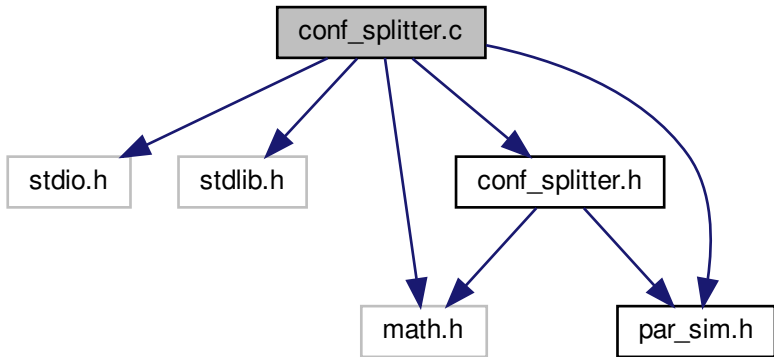 conf_splitter.c
stdio.h
stdlib.h
conf_splitter.h
math.h
par_sim.h